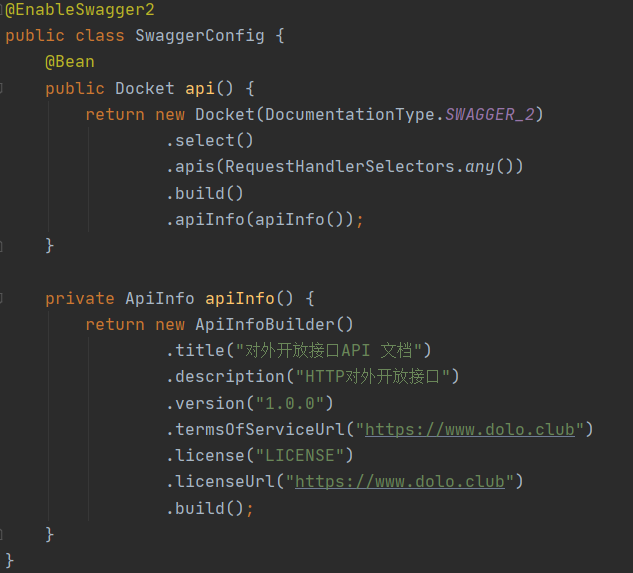 @EnableSwagger2
public class SwaggerConfig {
    @Bean
    public Docket api() {
        return new Docket(DocumentationType.SWAGGER_2)
                .select()
                .apis(RequestHandlerSelectors.any())
                .build()
                .apiInfo(apiInfo());
    }

    private ApiInfo apiInfo() {
        return new ApiInfoBuilder()
                .title("对外开放接口API 文档")
                .description("HTTP对外开放接口")
                .version("1.0.0")
                .termsOfServiceUrl("https://www.dolo.club")
                .license("LICENSE")
                .licenseUrl("https://www.dolo.club")
                .build();
    }
}